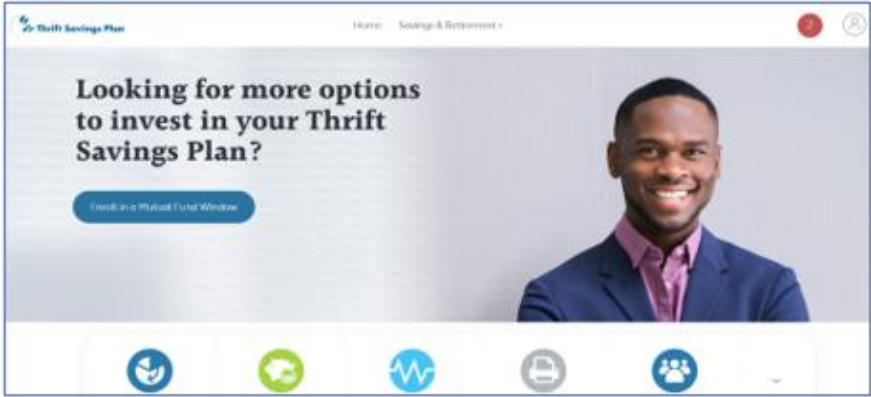 Thrift Savings Plan
Home Savings & Retirement
Looking for more options
to invest in your Thrift
Savings Plan?
Enroll in a Mutual Fund Window